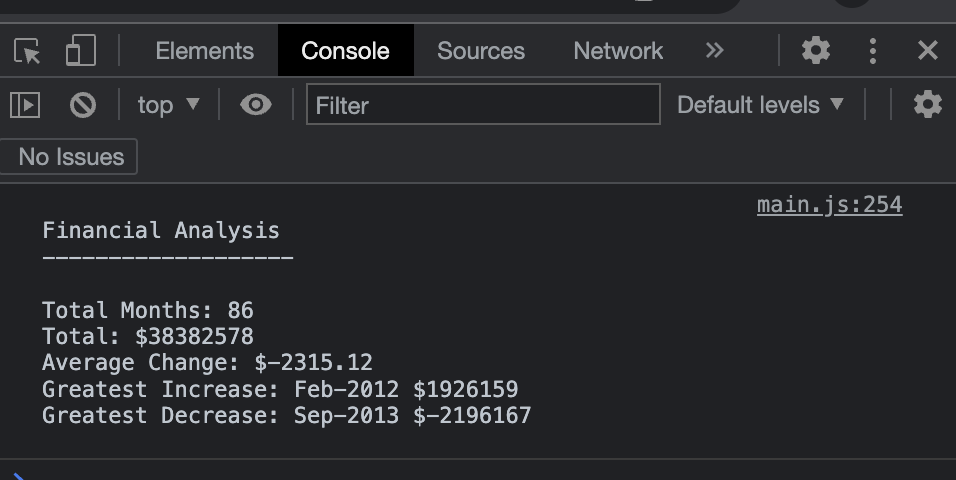 Elements Console Sources Network »
top ▼ Filter Default levels ▼
No Issues
main.js:254
Financial Analysis
-------------------
Total Months: 86
Total: $38382578
Average Change: $-2315.12
Greatest Increase: Feb-2012 $1926159
Greatest Decrease: Sep-2013 $-2196167